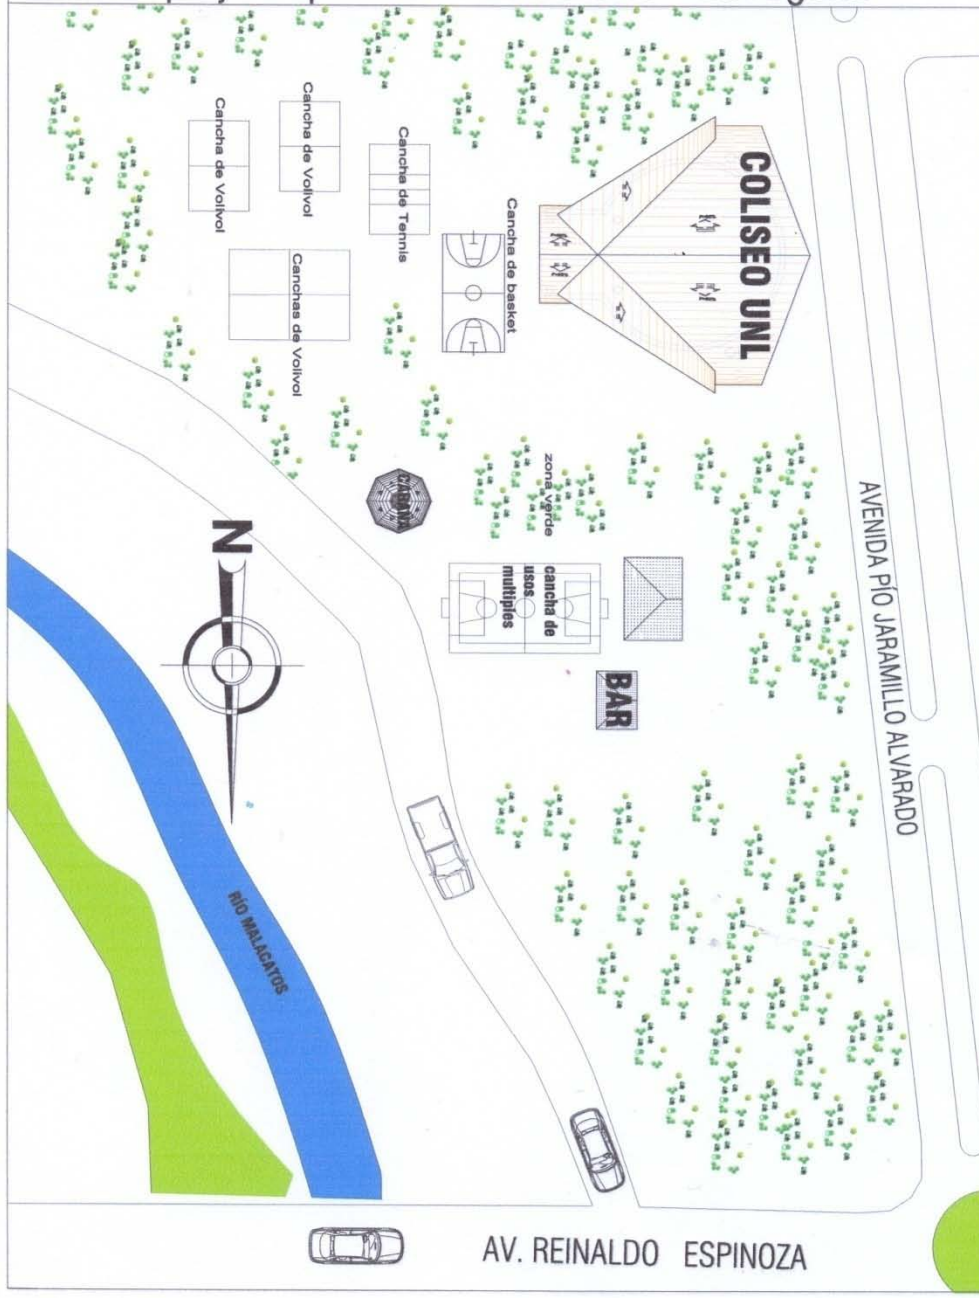 COLISEO UNL
Cancha de Volivol
Cancha de Volivol
Cancha de Tennis
Cancha de basket
Canchas de Volivol
zona verde
cancha de
usos
multiples
BAR
N
AVENIDA PÍO JARAMILLO ALVARADO
RÍO MALACATOS
AV. REINALDO ESPINOZA